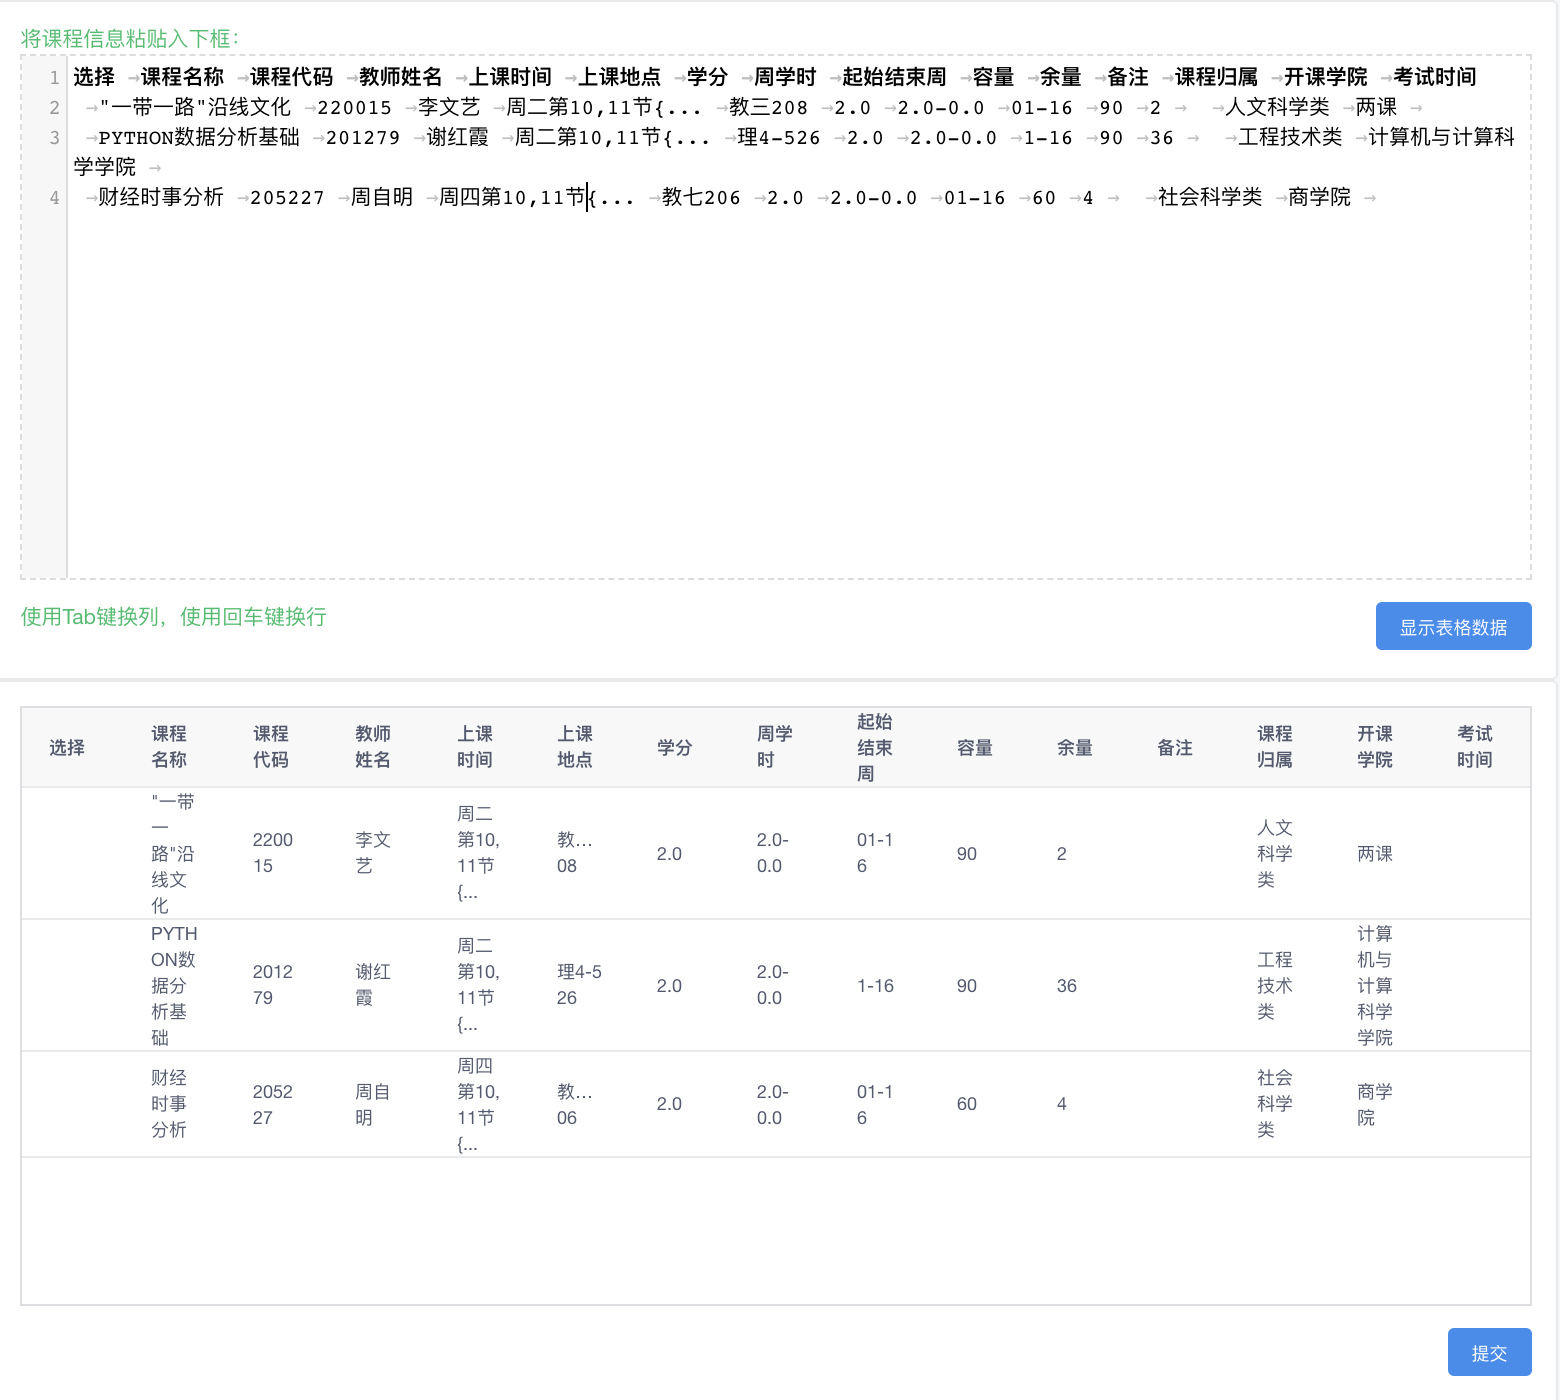 将课程信息粘贴入下框：
1 选择 →课程名称 →课程代码 →教师姓名 →上课时间 →上课地点 →学分 →周学时 →起始结束周 →容量 →余量 →备注 →课程归属 →开课学院 →考试时间
2 →"一带一路"沿线文化 →220015 →李文艺 →周二第10,11节{... →教三208 →2.0 →2.0-0.0 →01-16 →90 →2 → →人文科学类 →两课 →
3 →PYTHON数据分析基础 →201279 →谢红霞 →周二第10,11节{... →理4-526 →2.0 →2.0-0.0 →1-16 →90 →36 → →工程技术类 →计算机与计算科
学学院 →
4 →财经时事分析 →205227 →周自明 →周四第10,11节{... →教七206 →2.0 →2.0-0.0 →01-16 →60 →4 → →社会科学类 →商学院 →
使用Tab键换列，使用回车键换行
显示表格数据
选择
课程
名称
课程
代码
教师
姓名
上课
时间
上课
地点
学分
周学
时
起始
结束
周
容量
余量
备注
课程
归属
开课
学院
考试
时间
"一带
一
路"沿
线文
化
2200
15
李文
艺
周二
第10,
11节
{...
教…
08
2.0
2.0-
0.0
01-1
6
90
2
人文
科学
类
两课
PYTH
ON数
据分
析基
础
2012
79
谢红
霞
周二
第10,
11节
{...
理4-5
26
2.0
2.0-
0.0
1-16
90
36
工程
技术
类
计算
机与
计算
科学
学院
财经
时事
分析
2052
27
周自
明
周四
第10,
11节
{...
教…
06
2.0
2.0-
0.0
01-1
6
60
4
社会
科学
类
商学
院
提交